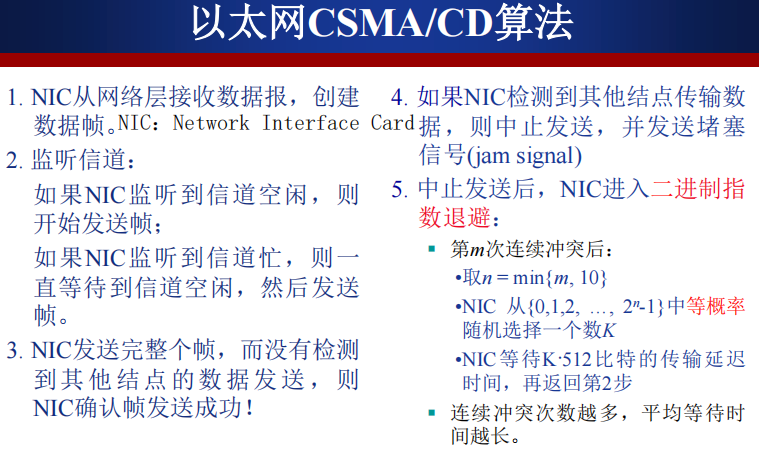 以太网CSMA/CD算法
1. NIC从网络层接收数据报，创建
数据帧。NIC：Network Interface Card
2. 监听信道：
如果NIC监听到信道空闲，则
开始发送帧；
如果NIC监听到信道忙，则一
直等待到信道空闲，然后发送
帧。
3. NIC发送完整个帧，而没有检测
到其他结点的数据发送，则
NIC确认帧发送成功！
4. 如果NIC检测到其他结点传输数
据，则中止发送，并发送堵塞
信号(jam signal)
5. 中止发送后，NIC进入二进制指
数退避：
▪ 第m次连续冲突后：
•取n = min{m, 10}
•NIC 从{0,1,2, …, 2ⁿ-1}中等概率
随机选择一个数K
•NIC等待K·512比特的传输延迟
时间，再返回第2步
▪ 连续冲突次数越多，平均等待时
间越长。